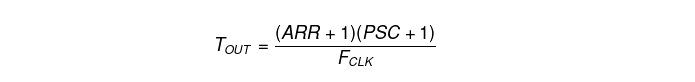 T_OUT = (ARR + 1)(PSC + 1) / F_CLK